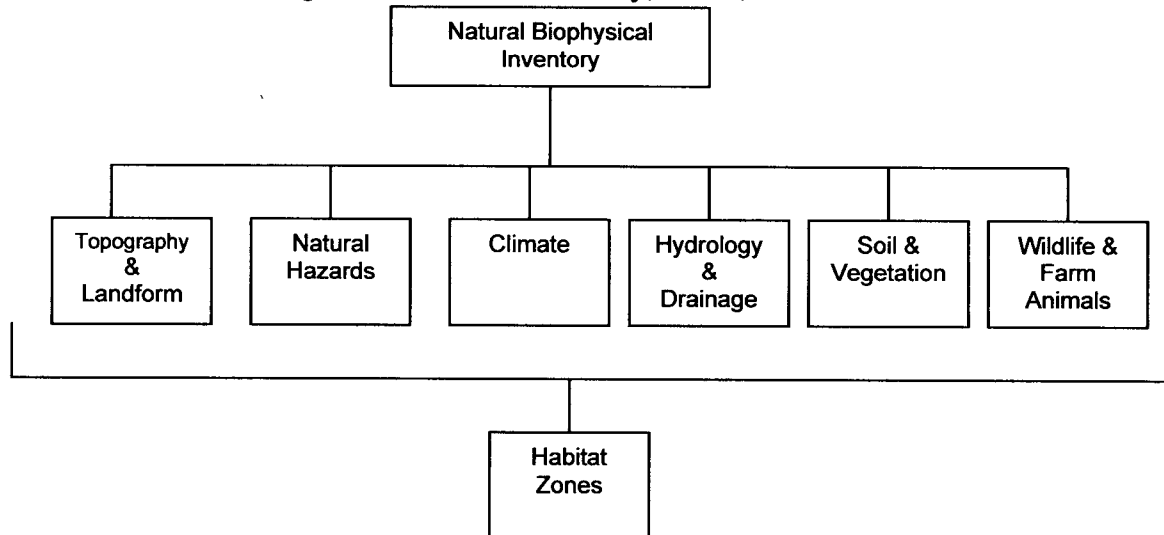 Natural Biophysical
Inventory
Topography
&
Landform
Natural
Hazards
Climate
Hydrology
&
Drainage
Soil &
Vegetation
Wildlife &
Farm
Animals
Habitat
Zones